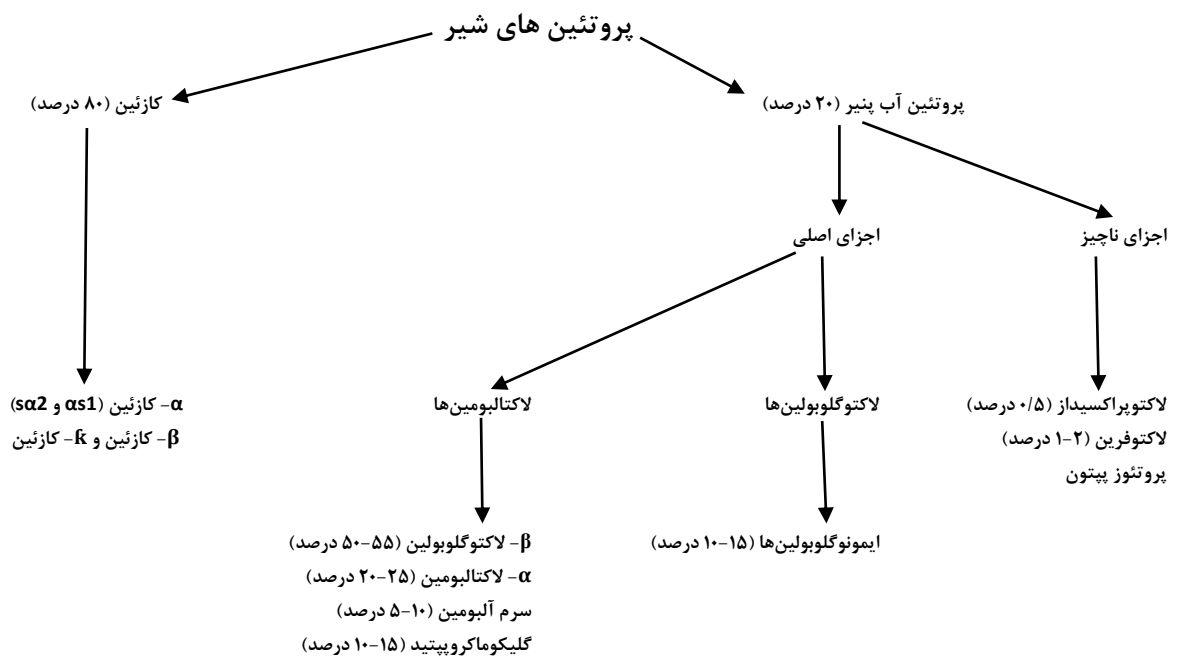 پروتئین های شیر
پروتئین آب پنیر (۲۰ درصد)
کازئین (۸۰ درصد)
اجزای ناچیز
اجزای اصلی
لاکتوپراکسیداز (۰/۵ درصد)
لاکتوفرین (۲-۱ درصد)
پروتئوز پپتون
لاکتوگلوبولین‌ها
لاکتالبومین‌ها
α- کازئین (αs1 و sα2)
β- کازئین و k- کازئین
ایمونوگلوبولین‌ها (۱۵-۱۰ درصد)
β- لاکتوگلوبولین (۵۵-۵۰ درصد)
α- لاکتالبومین (۲۵-۲۰ درصد)
سرم آلبومین (۱۰-۵ درصد)
گلیکوماکروپپتید (۱۵-۱۰ درصد)